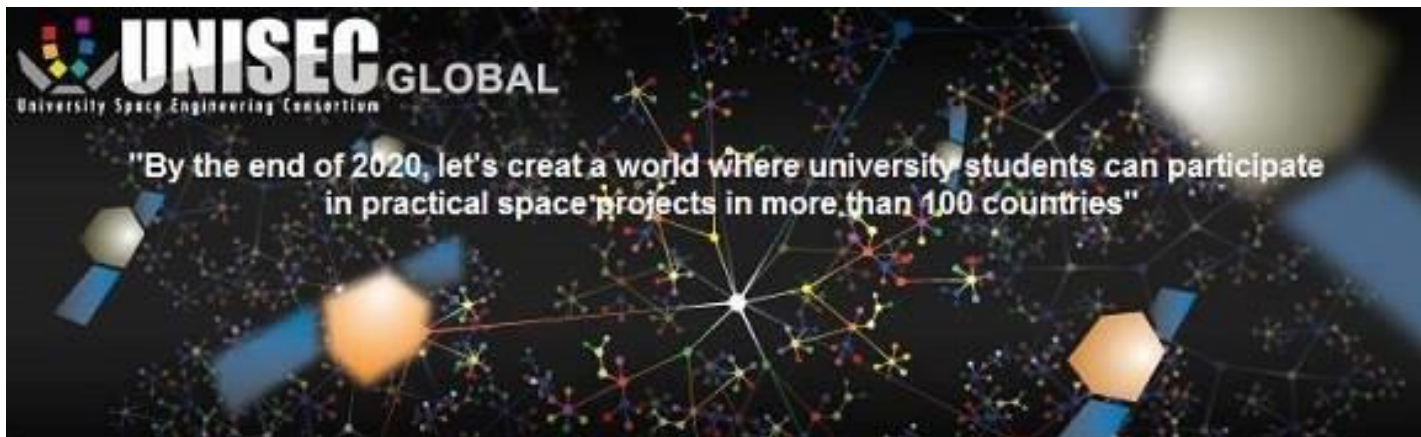 UNISEC GLOBAL
University Space Engineering Consortium
"By the end of 2020, let's creat a world where university students can participate
in practical space projects in more than 100 countries"